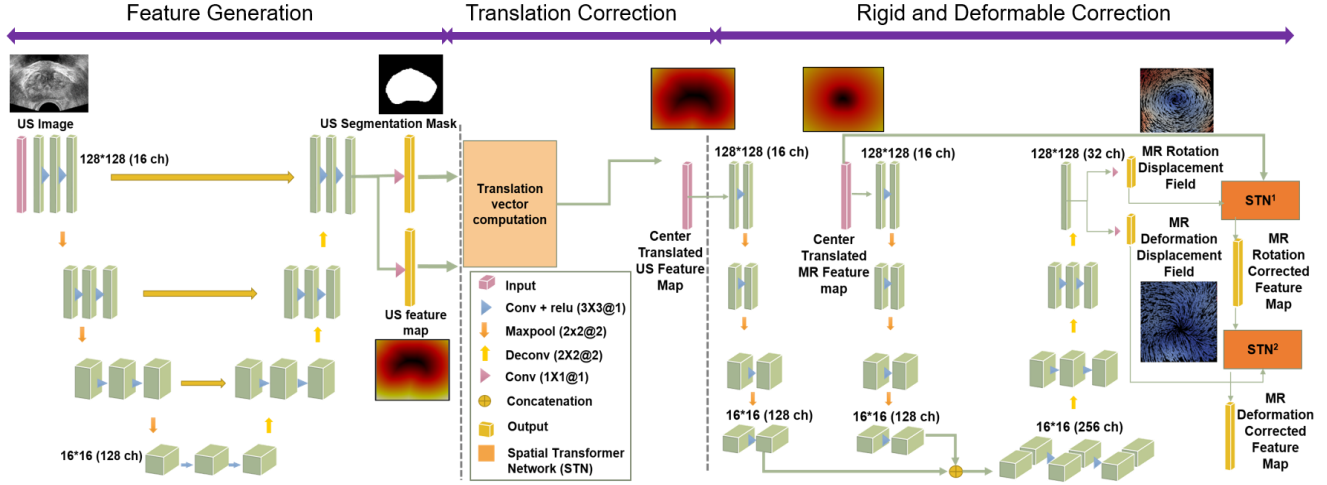 Feature Generation
Translation Correction
Rigid and Deformable Correction
US Image
128*128 (16 ch)
16*16 (128 ch)
US Segmentation Mask
US feature
map
Translation
vector
computation
Input
Conv + relu (3X3@1)
Maxpool (2x2@2)
Deconv (2X2@2)
Conv (1X1@1)
Concatenation
Output
Spatial Transformer
Network (STN)
Center
Translated
US Feature
Map
128*128 (16 ch)
16*16 (128 ch)
Center
Translated
MR Feature
map
128*128 (16 ch)
16*16 (128 ch)
16*16 (256 ch)
128*128 (32 ch)
MR Rotation
Displacement
Field
MR
Deformation
Displacement
Field
STN¹
MR
Rotation
Corrected
Feature
Map
STN²
MR
Deformation
Corrected
Feature
Map